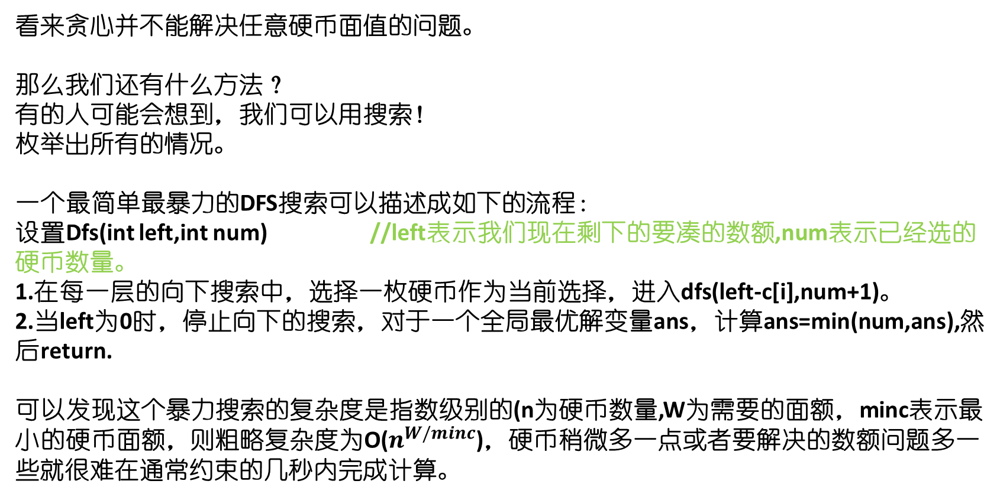 看来贪心并不能解决任意硬币面值的问题。
那么我们还有什么方法？
有的人可能会想到，我们可以用搜索！
枚举出所有的情况。
一个最简单最暴力的DFS搜索可以描述成如下的流程：
设置Dfs(int left,int num) //left表示我们现在剩下的要凑的数额,num表示已经选的
硬币数量。
1.在每一层的向下搜索中，选择一枚硬币作为当前选择，进入dfs(left-c[i],num+1)。
2.当left为0时，停止向下的搜索，对于一个全局最优解变量ans，计算ans=min(num,ans),然
后return.
可以发现这个暴力搜索的复杂度是指数级别的(n为硬币数量,W为需要的面额，minc表示最
小的硬币面额，则粗略复杂度为O($n^{W/minc}$)，硬币稍微多一点或者要解决的数额问题多一
些就很难在通常约束的几秒内完成计算。